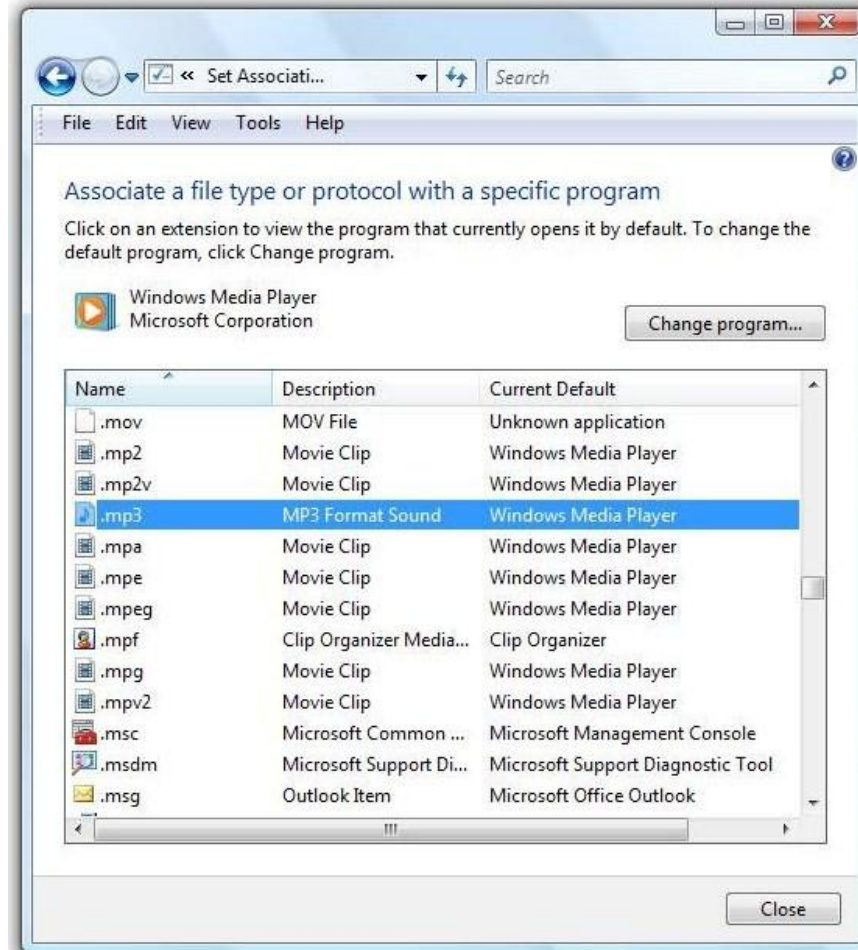 « Set Associati...
Search
File Edit View Tools Help
Associate a file type or protocol with a specific program
Click on an extension to view the program that currently opens it by default. To change the
default program, click Change program.
Windows Media Player
Microsoft Corporation
Change program...
Name Description Current Default
.mov MOV File Unknown application
.mp2 Movie Clip Windows Media Player
.mp2v Movie Clip Windows Media Player
.mp3 MP3 Format Sound Windows Media Player
.mpa Movie Clip Windows Media Player
.mpe Movie Clip Windows Media Player
.mpeg Movie Clip Windows Media Player
.mpf Clip Organizer Media... Clip Organizer
.mpg Movie Clip Windows Media Player
.mpv2 Movie Clip Windows Media Player
.msc Microsoft Common ... Microsoft Management Console
.msdm Microsoft Support Di... Microsoft Support Diagnostic Tool
.msg Outlook Item Microsoft Office Outlook
Close